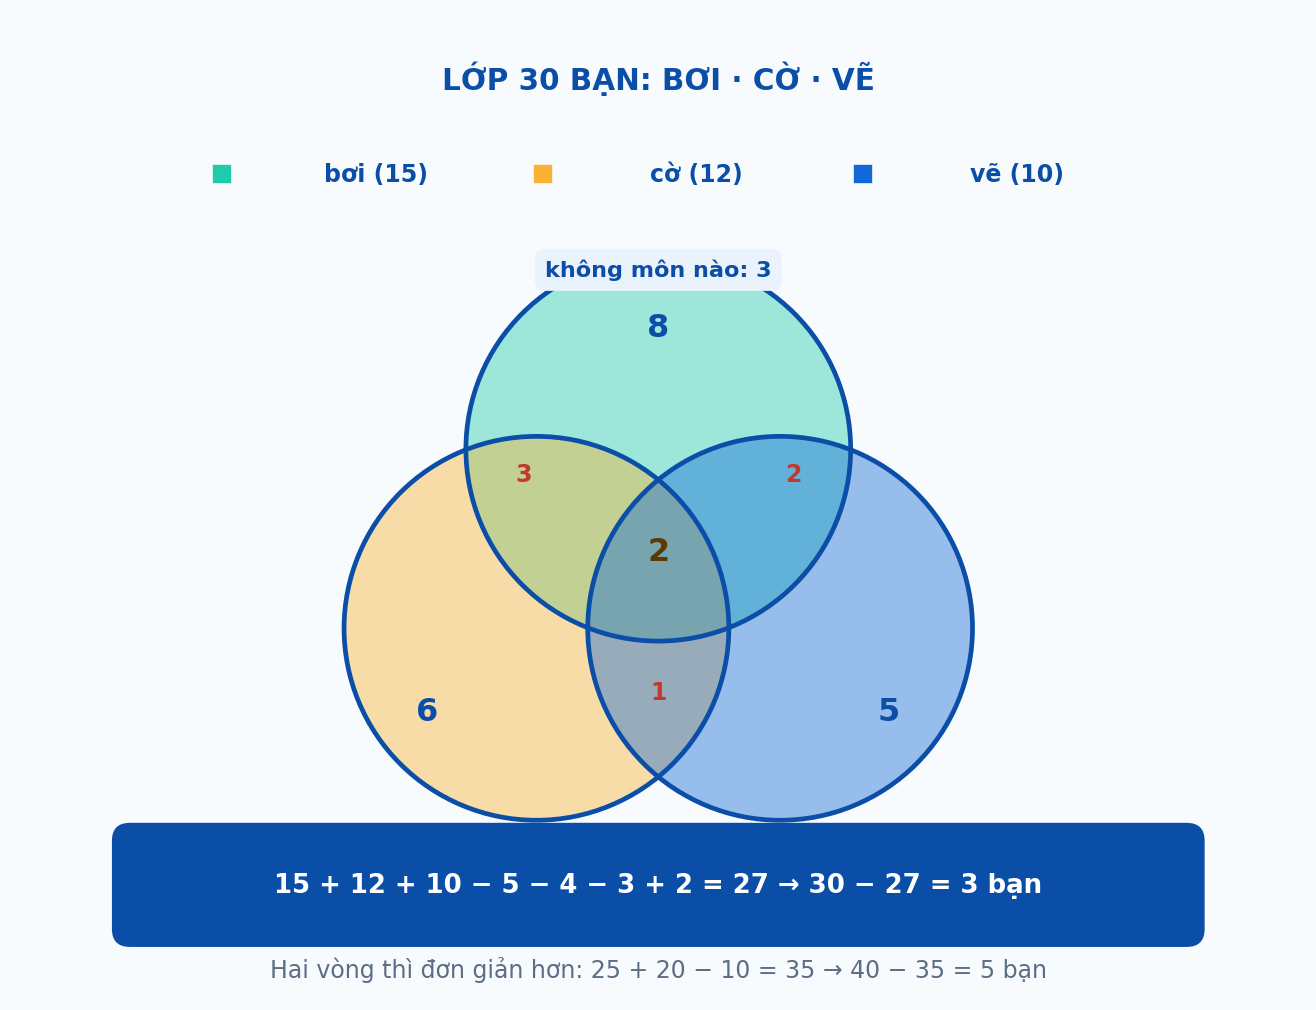 LỚP 30 BẠN: BƠI · CỜ · VẼ
bơi (15) cờ (12) vẽ (10)
không môn nào: 3
8
3 2
2
1
6 5
15 + 12 + 10 − 5 − 4 − 3 + 2 = 27 → 30 − 27 = 3 bạn
Hai vòng thì đơn giản hơn: 25 + 20 − 10 = 35 → 40 − 35 = 5 bạn